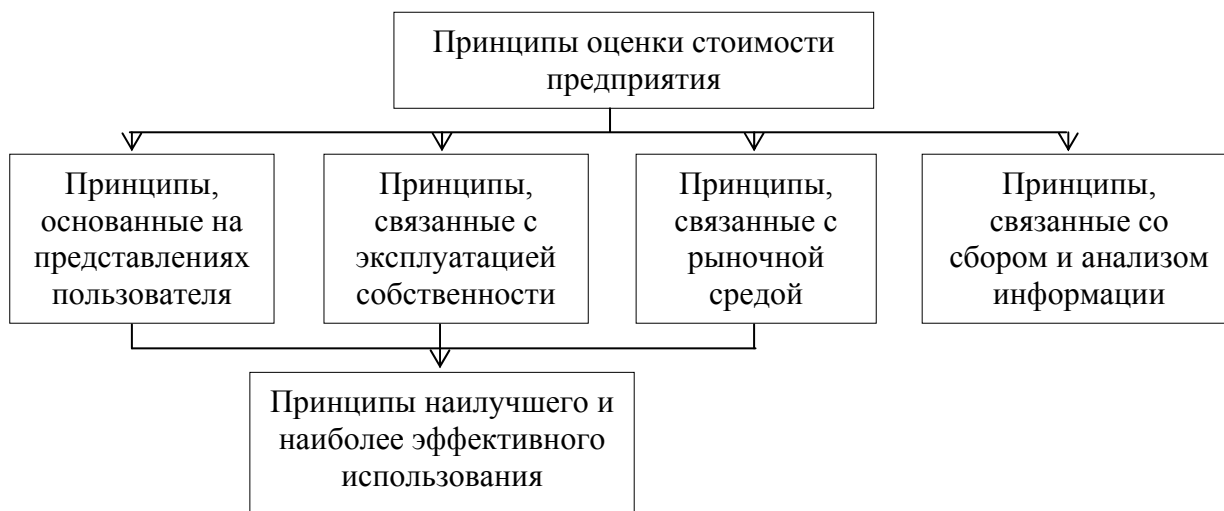 Принципы оценки стоимости
предприятия
Принципы,
основанные на
представлениях
пользователя
Принципы,
связанные с
эксплуатацией
собственности
Принципы,
связанные с
рыночной
средой
Принципы,
связанные со
сбором и анализом
информации
Принципы наилучшего и
наиболее эффективного
использования